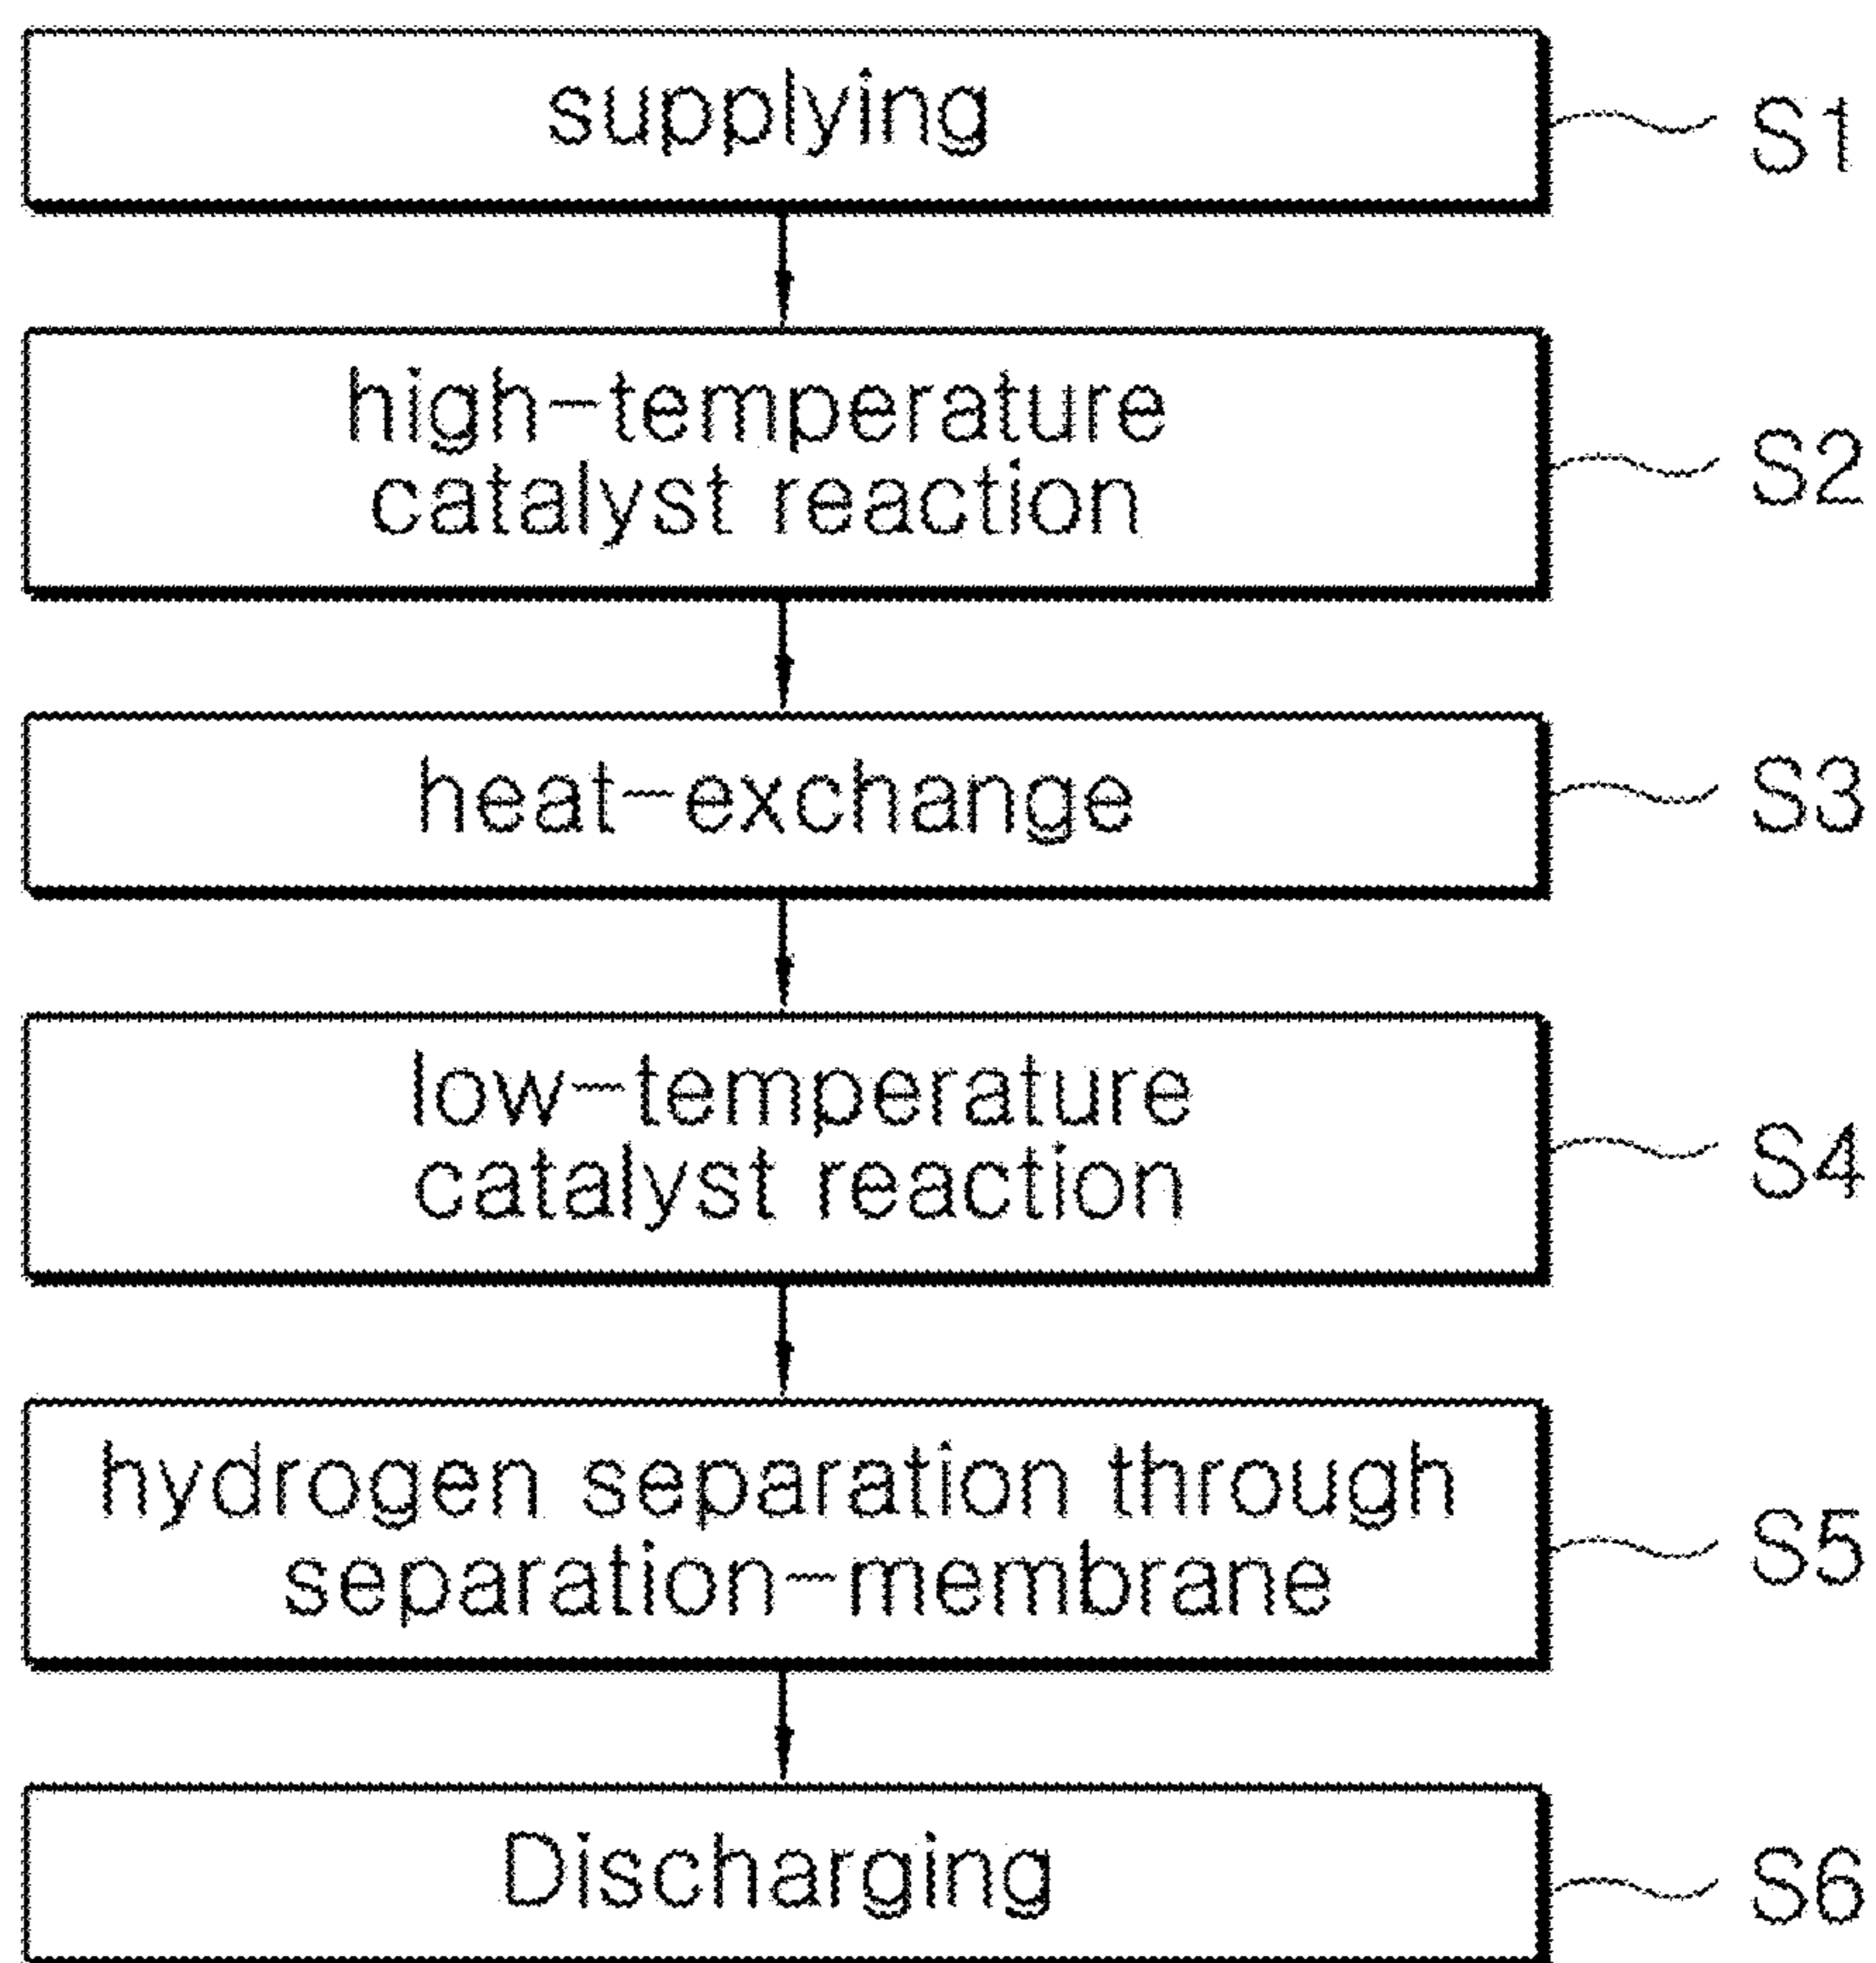 supplying
S1
high-temperature
catalyst reaction
S2
heat-exchange
S3
low-temperature
catalyst reaction
S4
hydrogen separation through
separation-membrane
S5
Discharging
S6